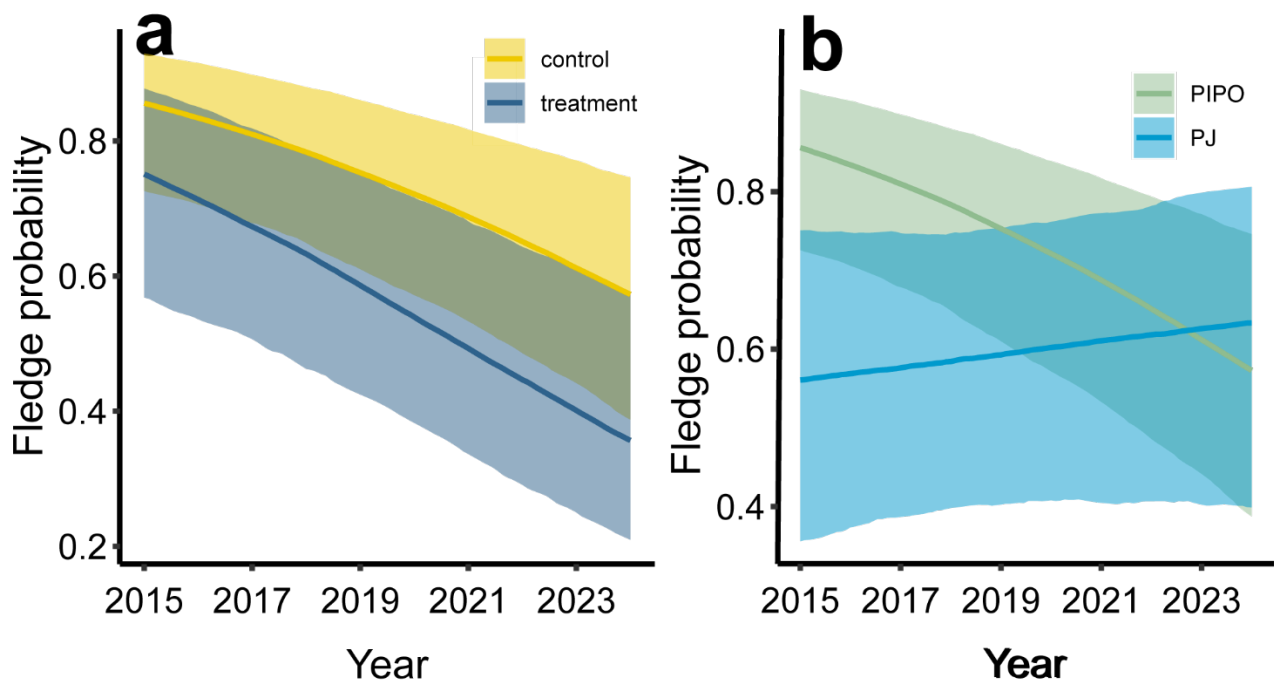 a
control
treatment
Fledge probability
0.8
0.6
0.4
0.2
2015 2017 2019 2021 2023
Year
b
PIPO
PJ
Fledge probability
0.8
0.6
0.4
2015 2017 2019 2021 2023
Year